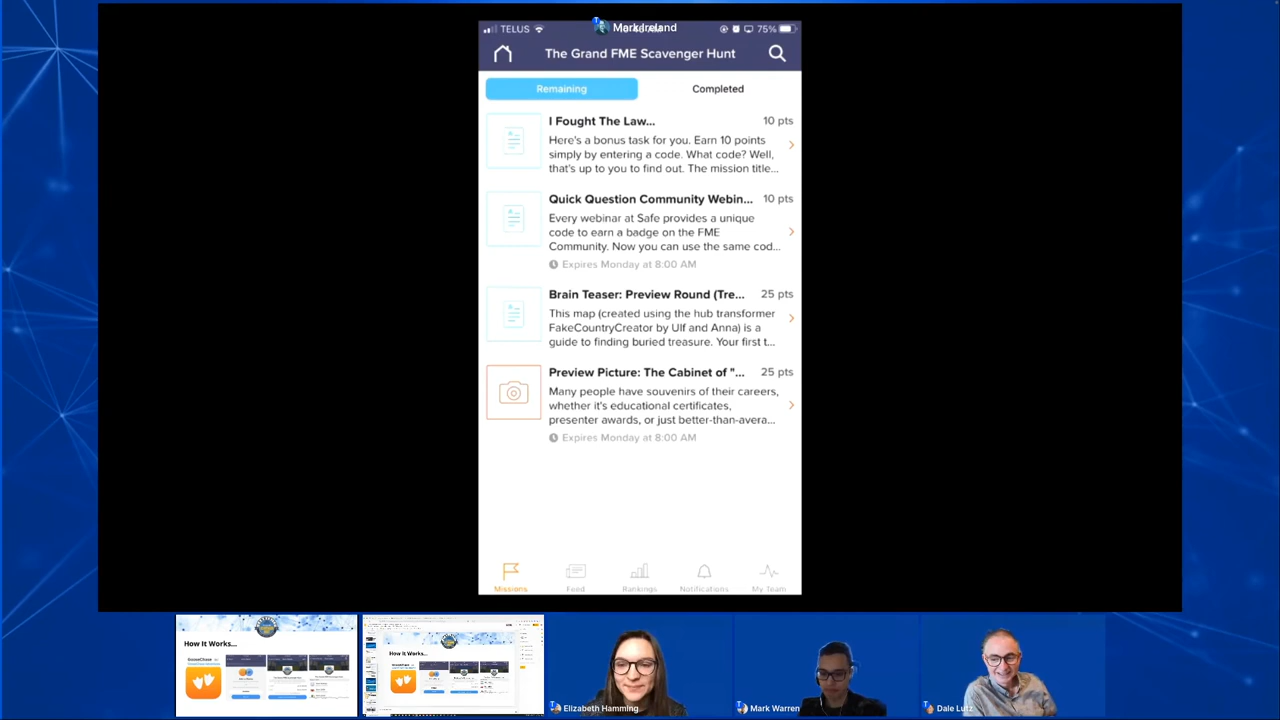 TELUS
Mark Ireland
75%
The Grand FME Scavenger Hunt
Remaining
Completed
I Fought The Law...
10 pts
Here's a bonus task for you. Earn 10 points
simply by entering a code. What code? Well,
that's up to you to find out. The mission title...
Quick Question Community Webin...
10 pts
Every webinar at Safe provides a unique
code to earn a badge on the FME
Community. Now you can use the same cod...
Expires Monday at 8:00 AM
Brain Teaser: Preview Round (Tre...
25 pts
This map (created using the hub transformer
FakeCountryCreator by Ulf and Anna) is a
guide to finding buried treasure. Your first t...
Preview Picture: The Cabinet of "...
25 pts
Many people have souvenirs of their careers,
whether it's educational certificates,
presenter awards, or just better-than-avera...
Expires Monday at 8:00 AM
Missions
Feed
Rankings
Notifications
My Team
How It Works...
GooseChase
How It Works...
Elizabeth Hamming
Mark Warren
Dale Lutz